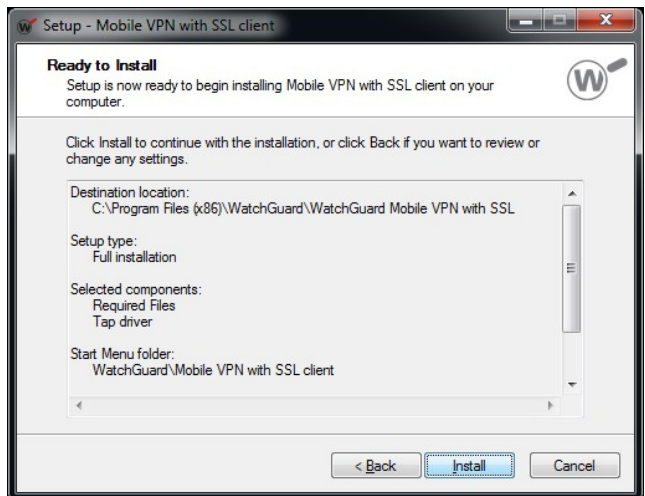 Setup - Mobile VPN with SSL client
Ready to Install
Setup is now ready to begin installing Mobile VPN with SSL client on your
computer.
W
Click Install to continue with the installation, or click Back if you want to review or
change any settings.
Destination location:
C:\Program Files (x86)\WatchGuard\WatchGuard Mobile VPN with SSL
Setup type:
Full installation
Selected components:
Required Files
Tap driver
Start Menu folder:
WatchGuard\Mobile VPN with SSL client
< Back
Install
Cancel